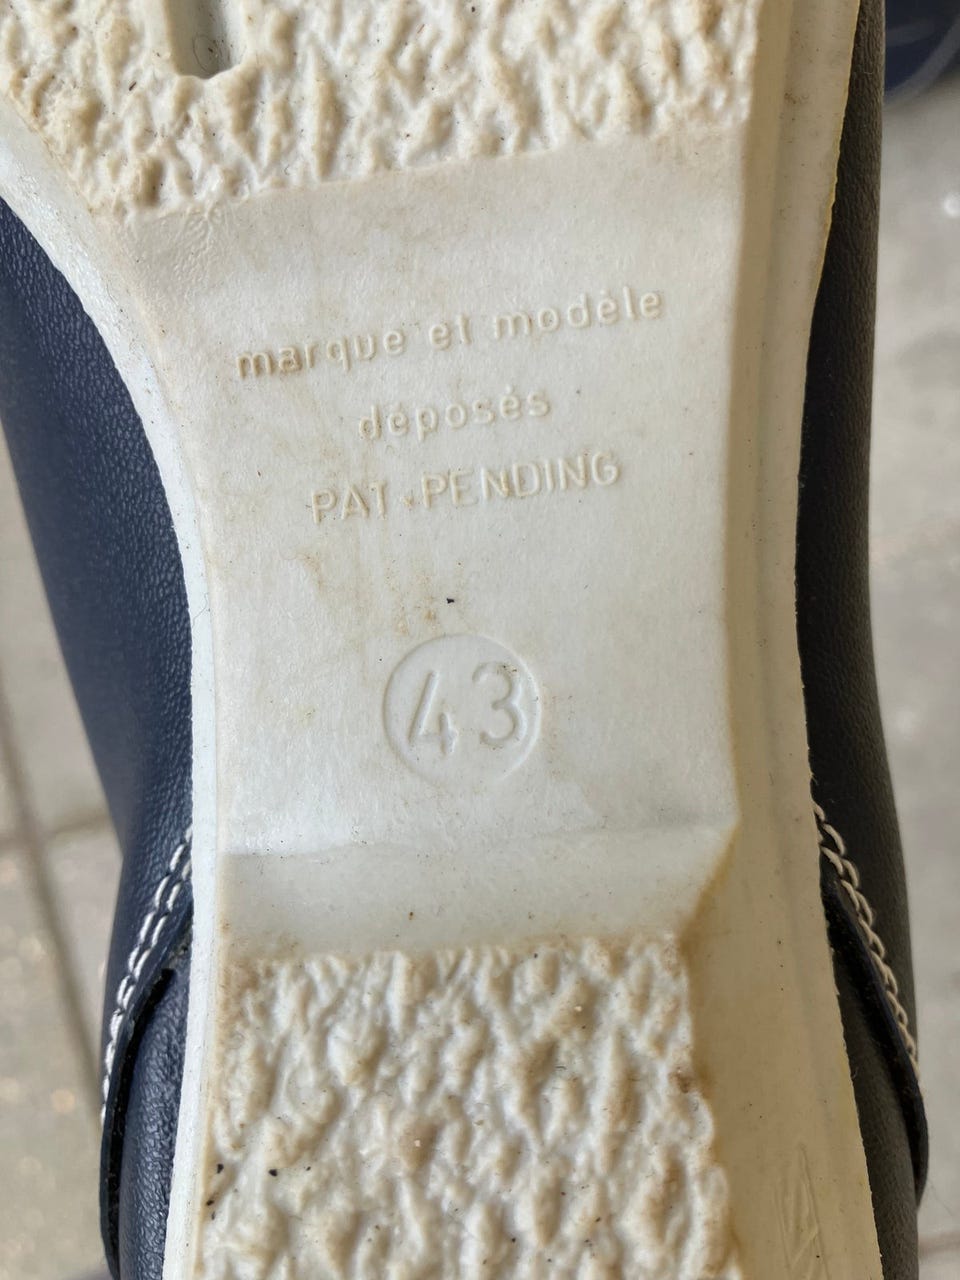 marque et modèle
déposés
PAT.PENDING
43